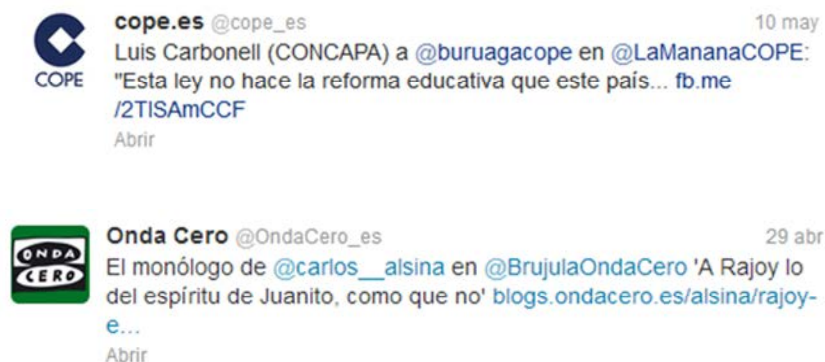 cope.es @cope_es 10 may
Luis Carbonell (CONCAPA) a @buruagacope en @LaMananaCOPE:
"Esta ley no hace la reforma educativa que este país... fb.me
/2TlSAmCCF
COPE
Abrir
Onda Cero @OndaCero_es 29 abr
ONDA
CERO
El monólogo de @carlos__alsina en @BrujulaOndaCero 'A Rajoy lo
del espíritu de Juanito, como que no' blogs.ondacero.es/alsina/rajoy-
e...
Abrir